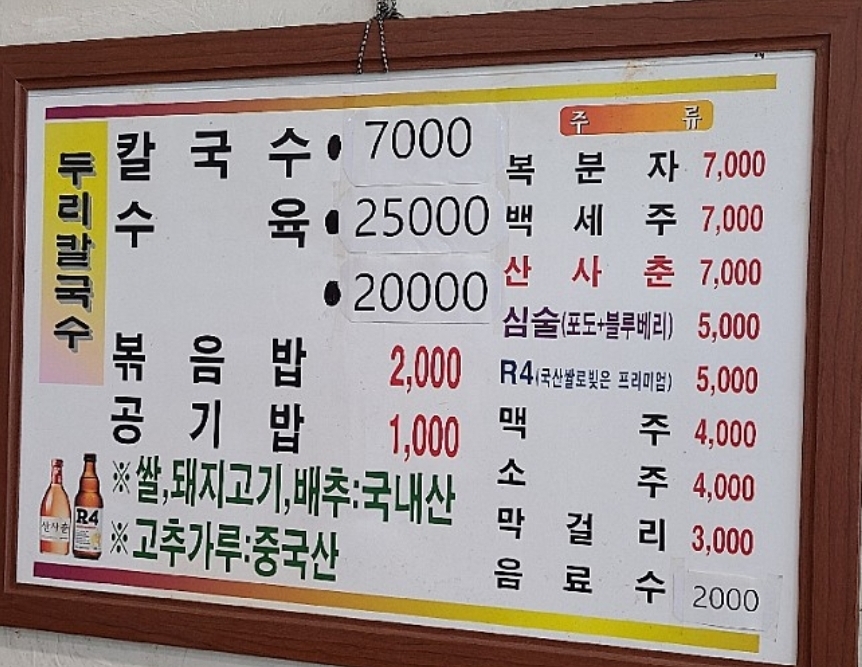 두리칼국수
칼국수 7000
수육 25000
20000
볶음밥 2,000
공기밥 1,000
※쌀,돼지고기,배추:국내산
※고추가루:중국산
산사춘
R4
주류
복분자 7,000
백세주 7,000
산사춘 7,000
심술(포도+블루베리) 5,000
R4(국산쌀로빚은 프리미엄) 5,000
맥주 4,000
소주 4,000
막걸리 3,000
음료수 2000